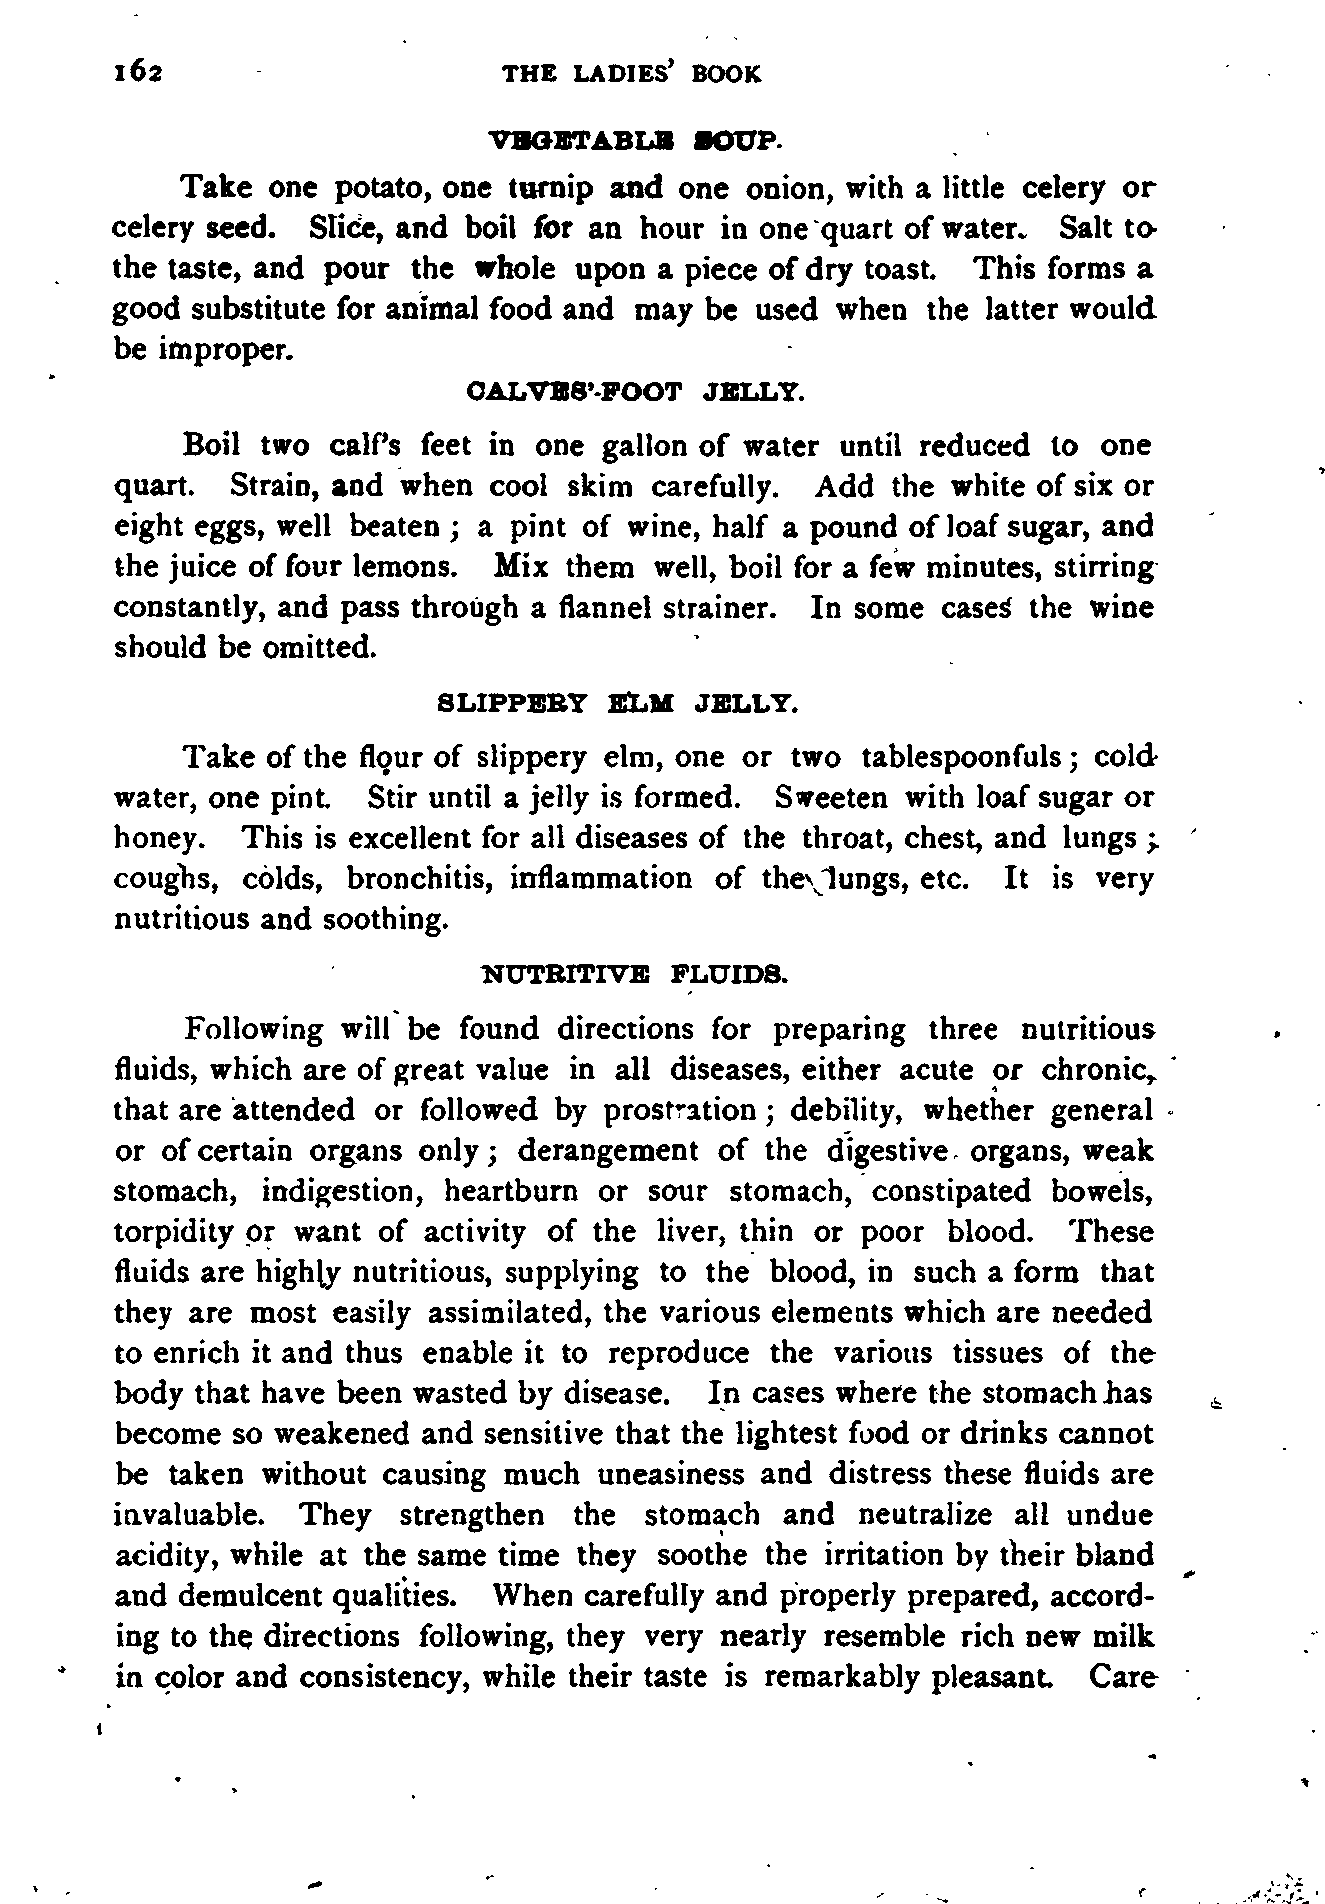 162 THE LADIES' BOOK
VEGETABLE SOUP.
Take one potato, one turnip and one onion, with a little celery or
celery seed. Slice, and boil for an hour in one quart of water. Salt to
the taste, and pour the whole upon a piece of dry toast. This forms a
good substitute for animal food and may be used when the latter would
be improper.
CALVES'-FOOT JELLY.
Boil two calf's feet in one gallon of water until reduced to one
quart. Strain, and when cool skim carefully. Add the white of six or
eight eggs, well beaten ; a pint of wine, half a pound of loaf sugar, and
the juice of four lemons. Mix them well, boil for a few minutes, stirring
constantly, and pass through a flannel strainer. In some cases the wine
should be omitted.
SLIPPERY ELM JELLY.
Take of the flour of slippery elm, one or two tablespoonfuls ; cold
water, one pint. Stir until a jelly is formed. Sweeten with loaf sugar or
honey. This is excellent for all diseases of the throat, chest, and lungs ;
coughs, colds, bronchitis, inflammation of the lungs, etc. It is very
nutritious and soothing.
NUTRITIVE FLUIDS.
Following will be found directions for preparing three nutritious
fluids, which are of great value in all diseases, either acute or chronic,
that are attended or followed by prostration ; debility, whether general
or of certain organs only ; derangement of the digestive organs, weak
stomach, indigestion, heartburn or sour stomach, constipated bowels,
torpidity or want of activity of the liver, thin or poor blood. These
fluids are highly nutritious, supplying to the blood, in such a form that
they are most easily assimilated, the various elements which are needed
to enrich it and thus enable it to reproduce the various tissues of the
body that have been wasted by disease. In cases where the stomach has
become so weakened and sensitive that the lightest food or drinks cannot
be taken without causing much uneasiness and distress these fluids are
invaluable. They strengthen the stomach and neutralize all undue
acidity, while at the same time they soothe the irritation by their bland
and demulcent qualities. When carefully and properly prepared, accord-
ing to the directions following, they very nearly resemble rich new milk
in color and consistency, while their taste is remarkably pleasant. Care